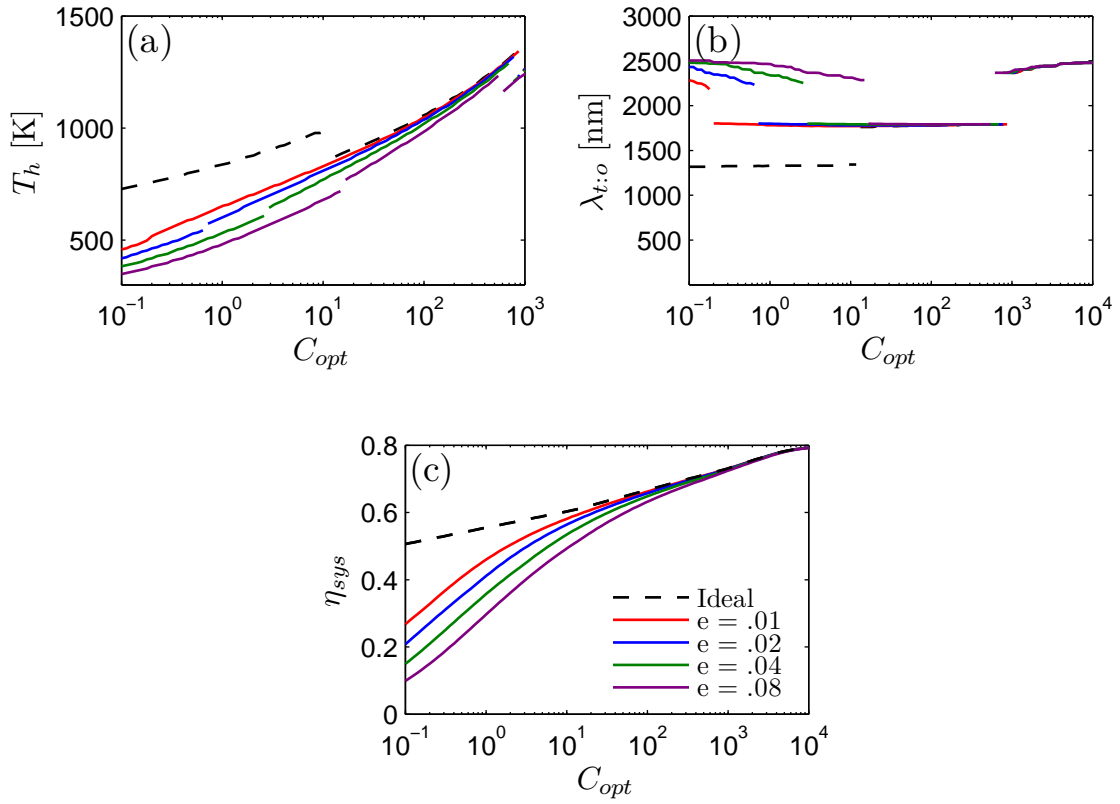 (a)
1500
1000
500
T_h [K]
10^−1 10^0 10^1 10^2 10^3
C_opt
(b)
3000
2500
2000
1500
1000
500
λ_t:o [nm]
10^−1 10^0 10^1 10^2 10^3 10^4
C_opt
(c)
0.8
0.6
0.4
0.2
0
η_sys
Ideal
e = .01
e = .02
e = .04
e = .08
10^−1 10^0 10^1 10^2 10^3 10^4
C_opt